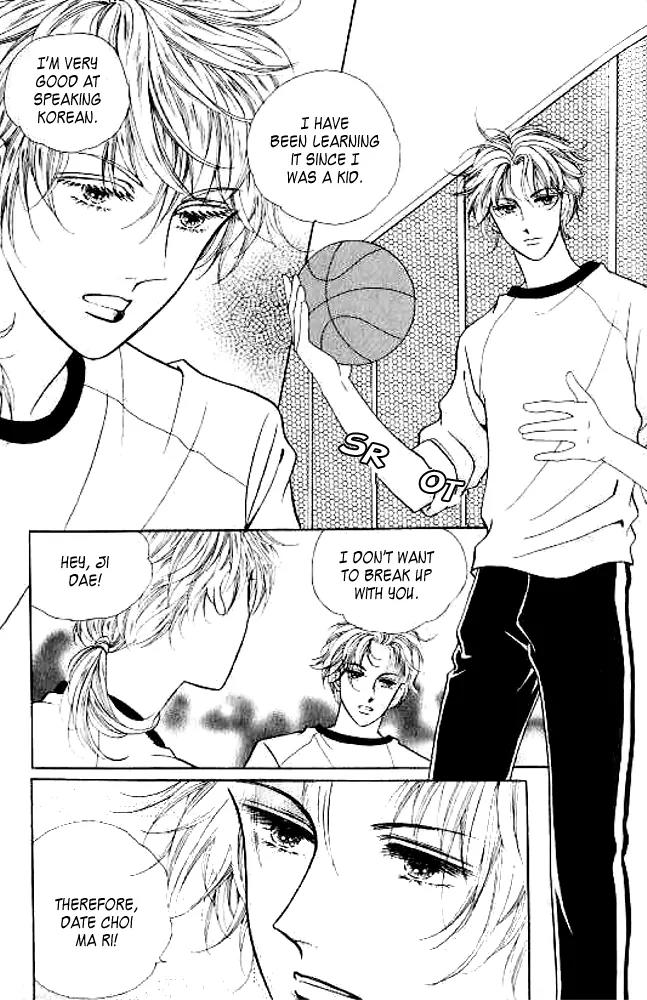 I'M VERY
GOOD AT
SPEAKING
KOREAN.
I HAVE
BEEN LEARNING
IT SINCE I
WAS A KID.
SR
OT
HEY, JI
DAE!
I DON'T WANT
TO BREAK UP
WITH YOU.
THEREFORE,
DATE CHOI
MA RI!